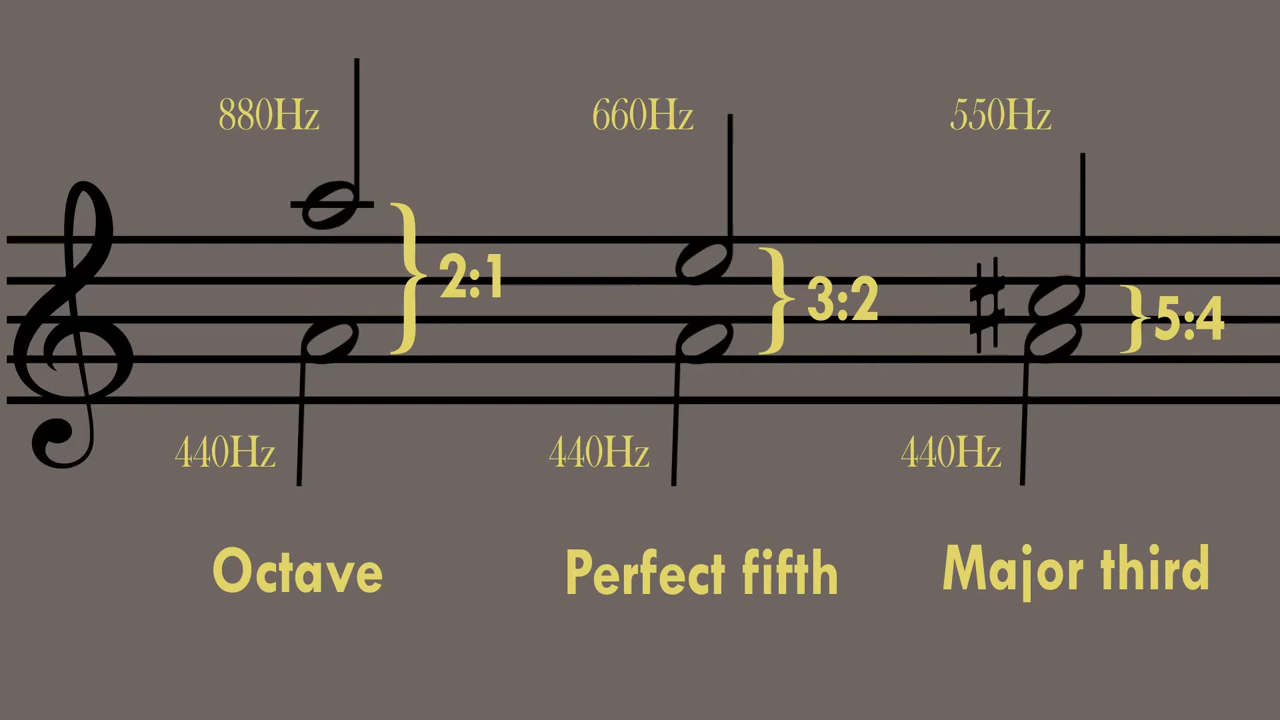 880Hz
660Hz
550Hz
2:1
3:2
5:4
440Hz
440Hz
440Hz
Octave
Perfect fifth
Major third